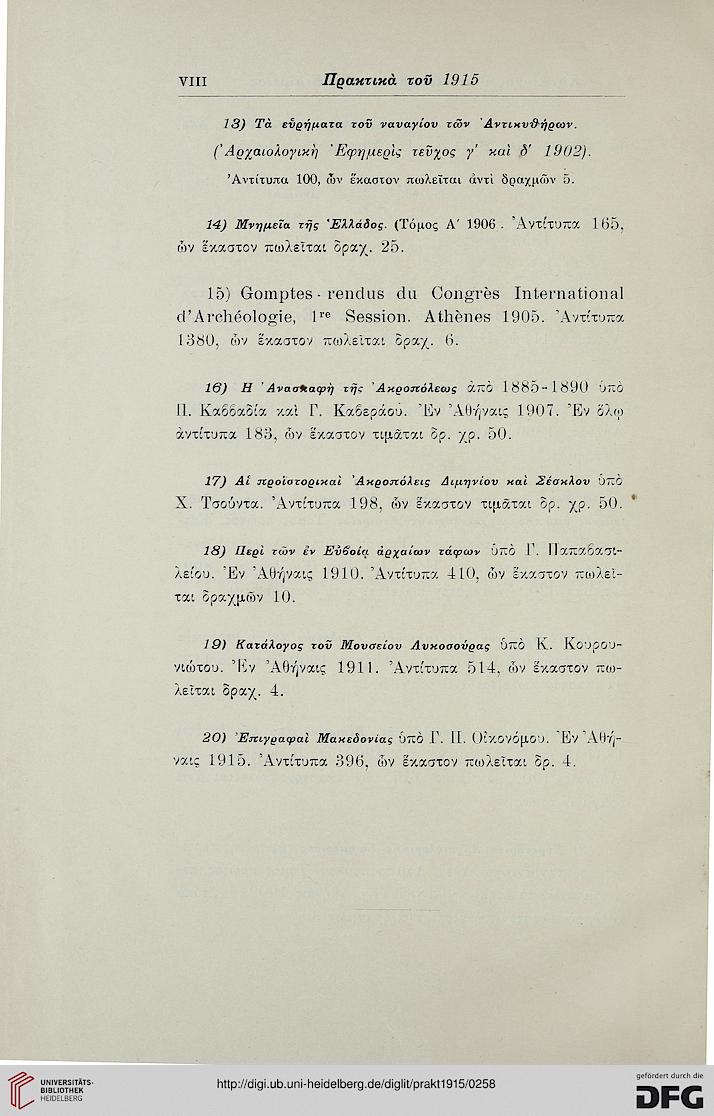 VIII Πρακτικὰ τοῦ 1915
13) Τὰ εὑρήματα τοῦ ναυαγίου τῶν Ἀντικυθήρων.
(Ἀρχαιολογικὴ Ἐφημερὶς τεῦχος γ' καὶ δ' 1902).
Ἀντίτυπα 100, ὧν ἕκαστον πωλεῖται ἀντὶ δραχμῶν 5.
14) Μνημεῖα τῆς Ἑλλάδος. (Τόμος Α' 1906 . Ἀντίτυπα 165,
ὧν ἕκαστον πωλεῖται δραχ. 25.
15) Gomptes-rendus du Congrès International
d'Archéologie, 1re Session. Athènes 1905. Ἀντίτυπα
1380, ὧν ἕκαστον πωλεῖται δραχ. 6.
16) Η Ἀνασκαφὴ τῆς Ἀκροπόλεως ἀπὸ 1885-1890 ὑπὸ
Π. Καββαδία καὶ Γ. Καβεράου. Ἐν Ἀθήναις 1907. Ἐν ὅλῳ
ἀντίτυπα 183, ὧν ἕκαστον τιμᾶται δρ. χρ. 50.
17) Αἱ προϊστορικαὶ Ἀκροπόλεις Διμηνίου καὶ Σέσκλου ὑπὸ
Χ. Τσούντα. Ἀντίτυπα 198, ὧν ἕκαστον τιμᾶται δρ. χρ. 50.
18) Περὶ τῶν ἐν Εὐβοίᾳ ἀρχαίων τάφων ὑπὸ Γ. Παπαβασι-
λείου. Ἐν Ἀθήναις 1910. Ἀντίτυπα 410, ὧν ἕκαστον πωλεῖ-
ται δραχμῶν 10.
19) Κατάλογος τοῦ Μουσείου Λυκοσούρας ὑπὸ Κ. Κουρου-
νιώτου. Ἐν Ἀθήναις 1911. Ἀντίτυπα 514, ὧν ἕκαστον πω-
λεῖται δραχ. 4.
20) Ἐπιγραφαὶ Μακεδονίας ὑπὸ Γ. Π. Οἰκονόμου. Ἐν Ἀθή-
ναις 1915. Ἀντίτυπα 396, ὧν ἕκαστον πωλεῖται δρ. 4.
UNIVERSITÄTS-
BIBLIOTHEK
HEIDELBERG
http://digi.ub.uni-heidelberg.de/diglit/prakt1915/0258
gefördert durch die
DFG